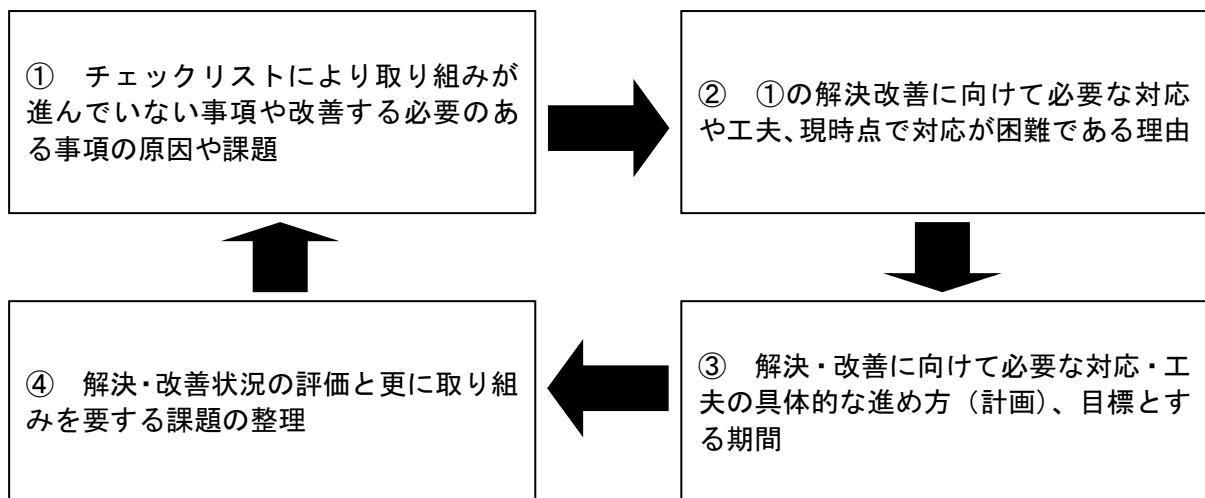 ① チェックリストにより取り組みが
進んでいない事項や改善する必要のあ
る事項の原因や課題
② ①の解決改善に向けて必要な対応
や工夫、現時点で対応が困難である理由
③ 解決・改善に向けて必要な対応・工
夫の具体的な進め方（計画）、目標とす
る期間
④ 解決・改善状況の評価と更に取り組
みを要する課題の整理